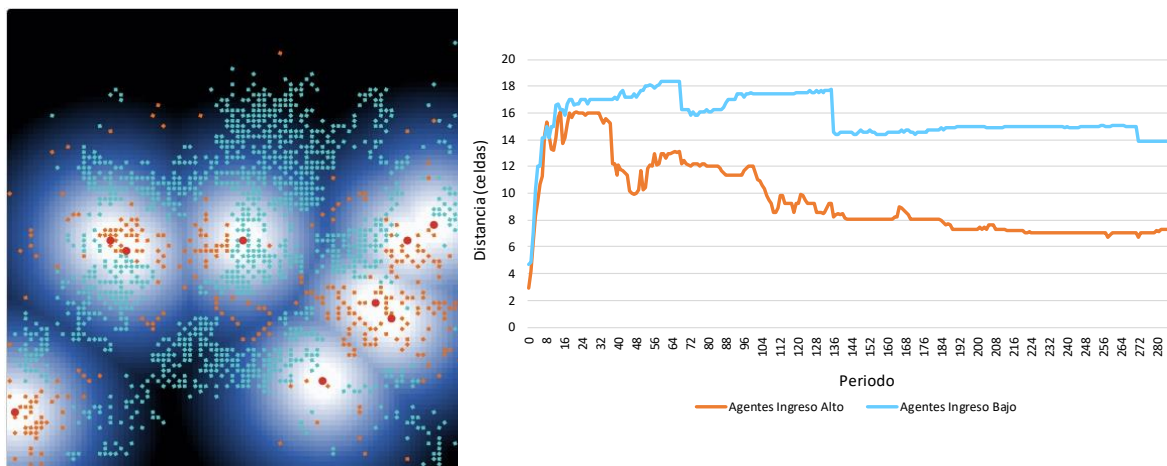 20
18
16
14
12
10
8
6
4
2
0
Distancia (celdas)
0 8 16 24 32 40 48 56 64 72 80 88 96 104 112 120 128 136 144 152 160 168 176 184 192 200 208 216 224 232 240 248 256 264 272 280
Periodo
Agentes Ingreso Alto Agentes Ingreso Bajo